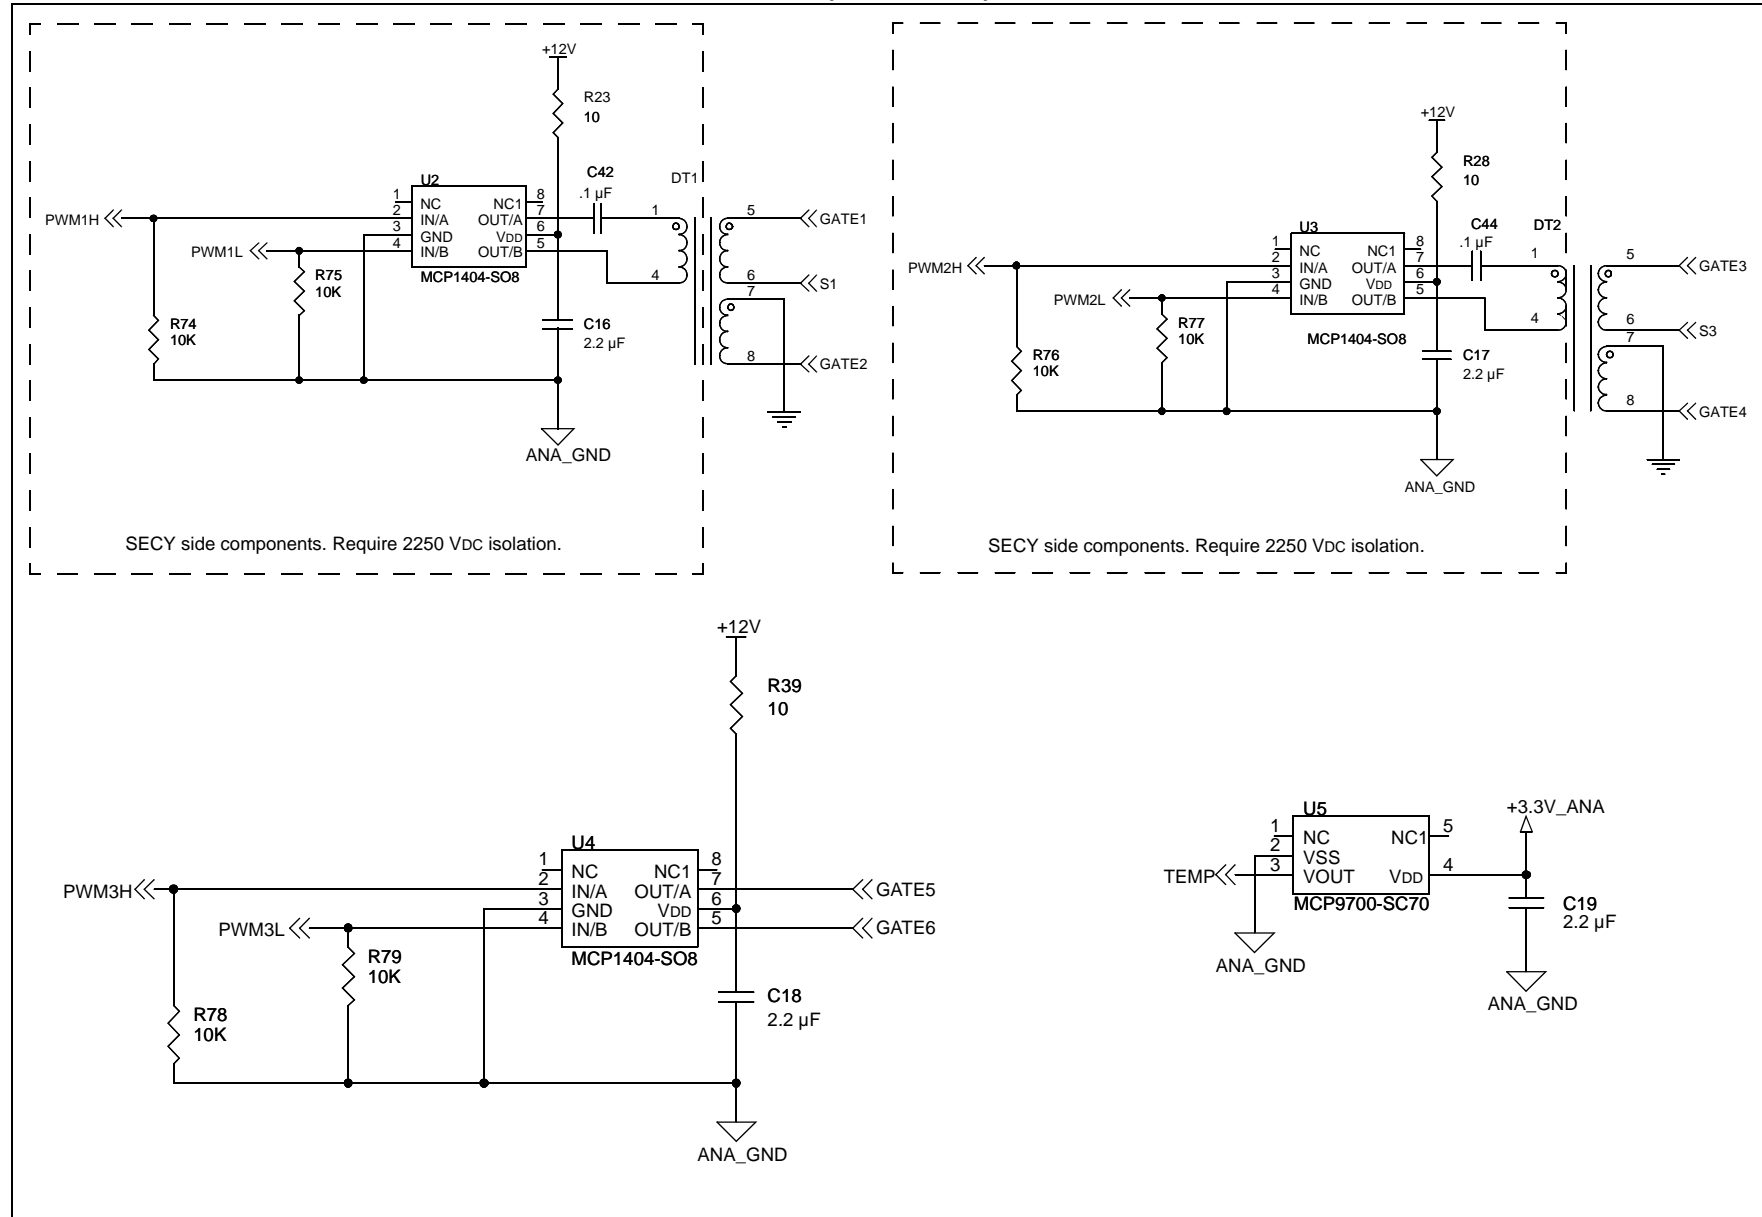 +12V
R23
10
C42
.1 µF
DT1
U2
1 NC NC1 8
2 IN/A OUT/A 7
3 GND VDD 6
4 IN/B OUT/B 5
MCP1404-SO8
PWM1H
PWM1L
R75
10K
R74
10K
C16
2.2 µF
1
4
5
6
7
8
GATE1
S1
GATE2
ANA_GND
SECY side components. Require 2250 VDC isolation.
+12V
R28
10
C44
.1 µF
DT2
U3
1 NC NC1 8
2 IN/A OUT/A 7
3 GND VDD 6
4 IN/B OUT/B 5
MCP1404-SO8
PWM2H
PWM2L
R77
10K
R76
10K
C17
2.2 µF
1
4
5
6
7
8
GATE3
S3
GATE4
ANA_GND
SECY side components. Require 2250 VDC isolation.
+12V
R39
10
U4
1 NC NC1 8
2 IN/A OUT/A 7
3 GND VDD 6
4 IN/B OUT/B 5
MCP1404-SO8
PWM3H
PWM3L
GATE5
GATE6
R79
10K
R78
10K
C18
2.2 µF
ANA_GND
+3.3V_ANA
U5
1 NC NC1 5
2 VSS
3 VOUT VDD 4
MCP9700-SC70
TEMP
C19
2.2 µF
ANA_GND
ANA_GND